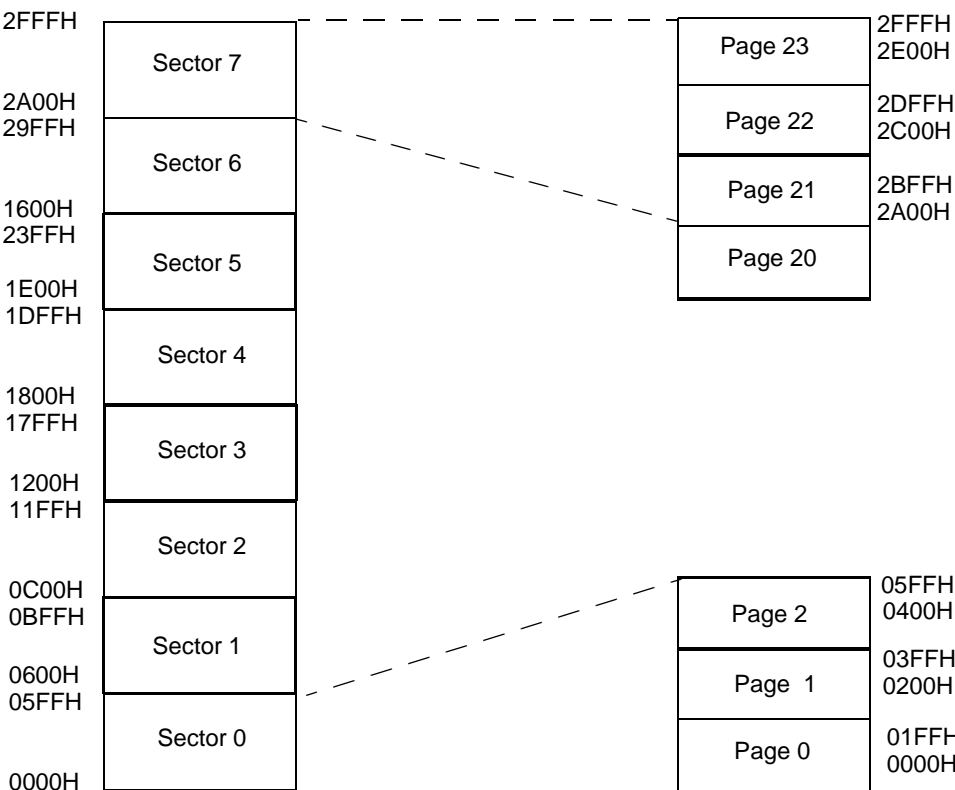 2FFFH
Sector 7
2A00H
29FFH
Sector 6
1600H
23FFH
Sector 5
1E00H
1DFFH
Sector 4
1800H
17FFH
Sector 3
1200H
11FFH
Sector 2
0C00H
0BFFH
Sector 1
0600H
05FFH
Sector 0
0000H
Page 23
2FFFH
2E00H
Page 22
2DFFH
2C00H
Page 21
2BFFH
2A00H
Page 20
Page 2
05FFH
0400H
Page 1
03FFH
0200H
Page 0
01FFH
0000H